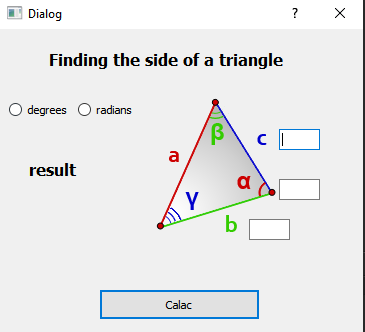 Dialog
?
Finding the side of a triangle
degrees radians
β
c
a
α
result
γ
b
Calac